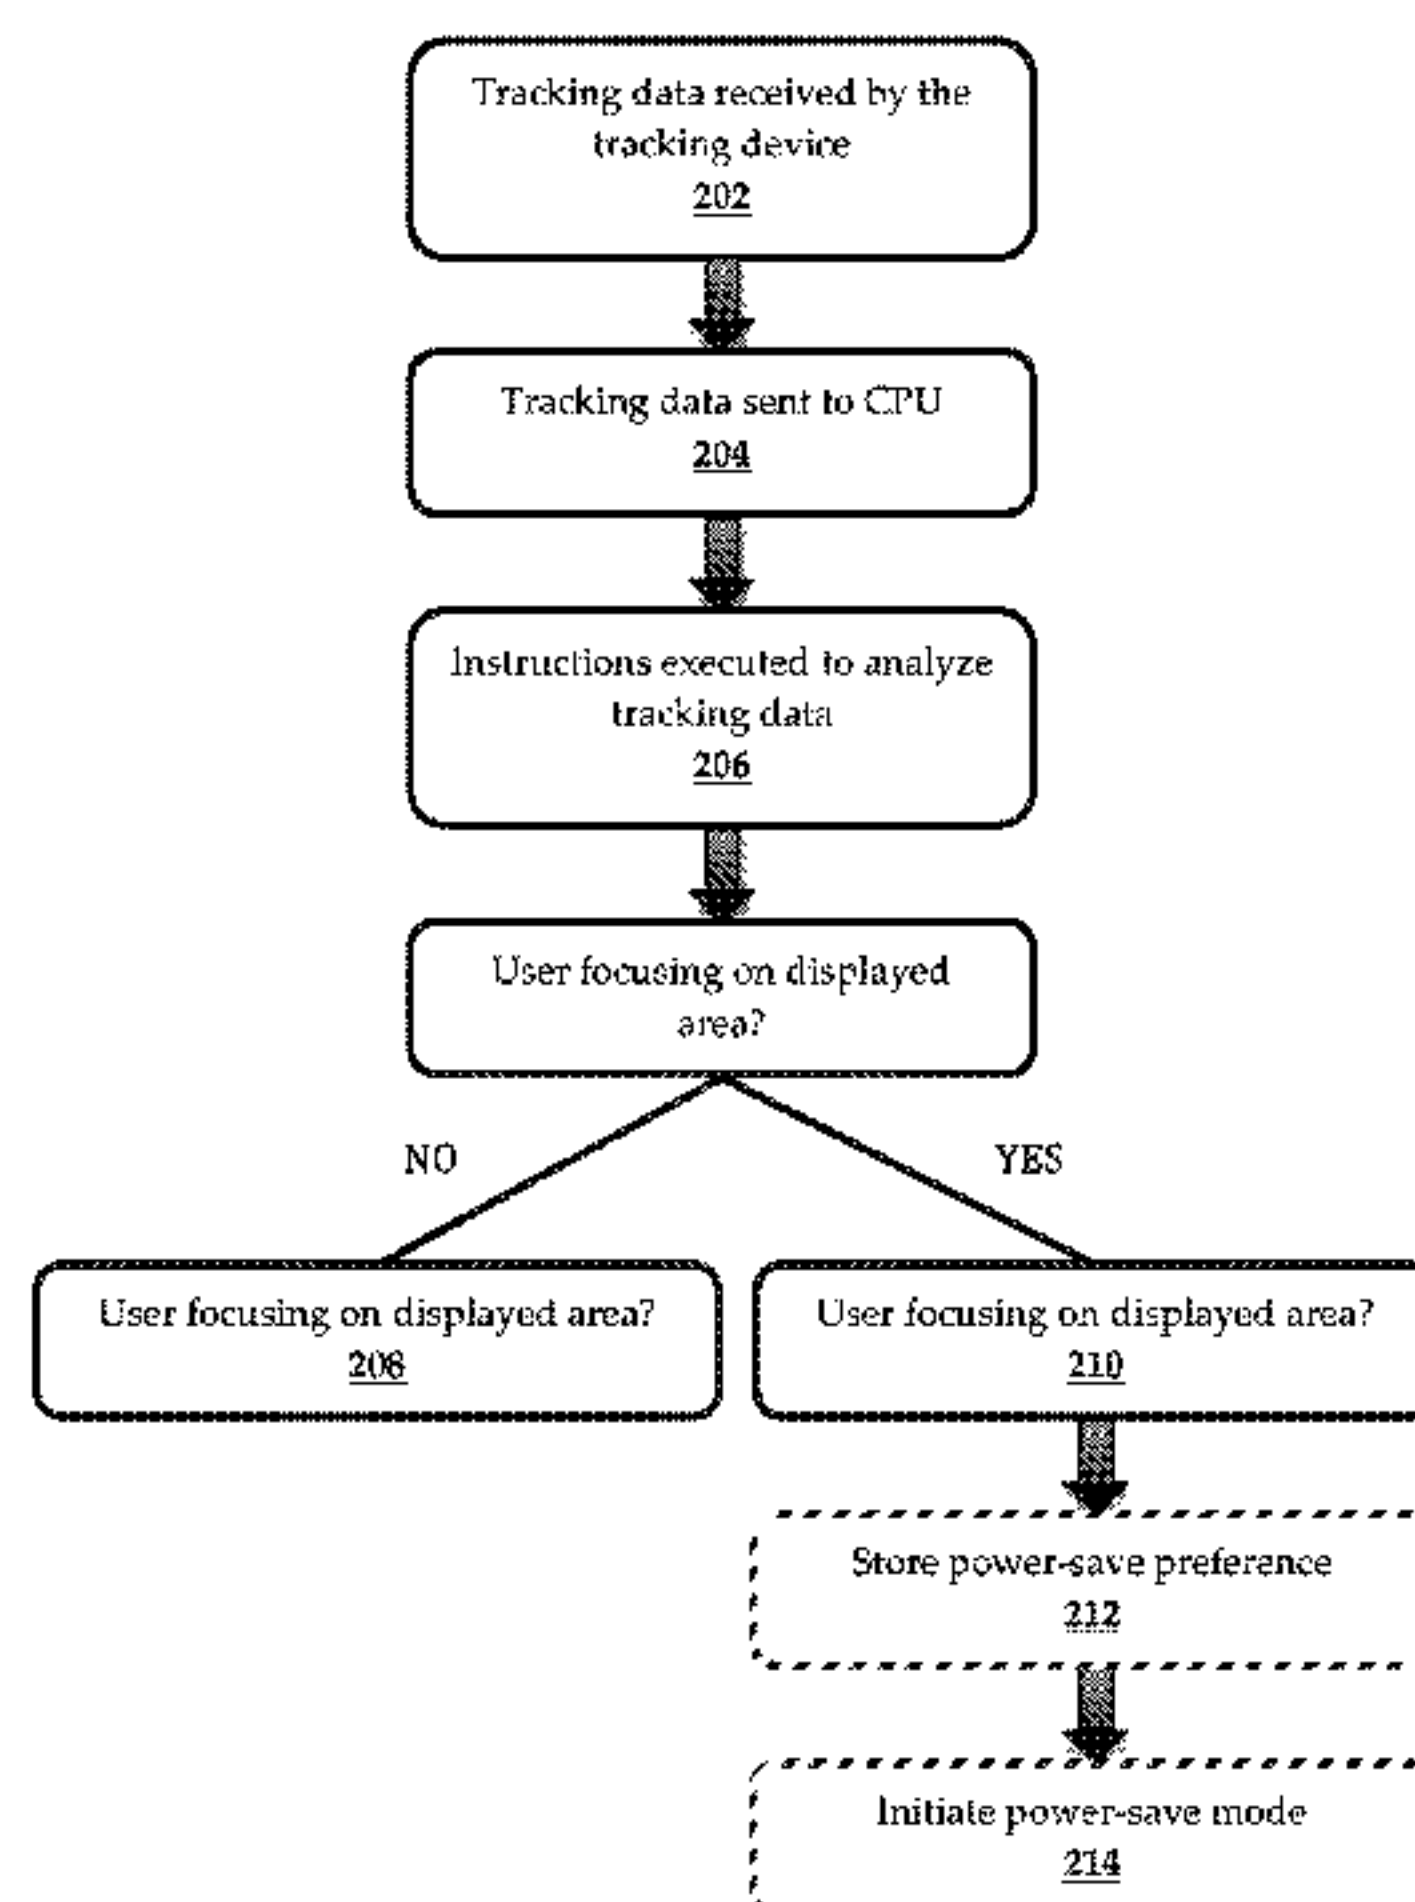 Tracking data received by the
tracking device
202
Tracking data sent to CPU
204
Instructions executed to analyze
tracking data
206
User focusing on displayed
area?
NO
YES
User focusing on displayed area?
208
User focusing on displayed area?
210
Store power-save preference
212
Initiate power-save mode
214